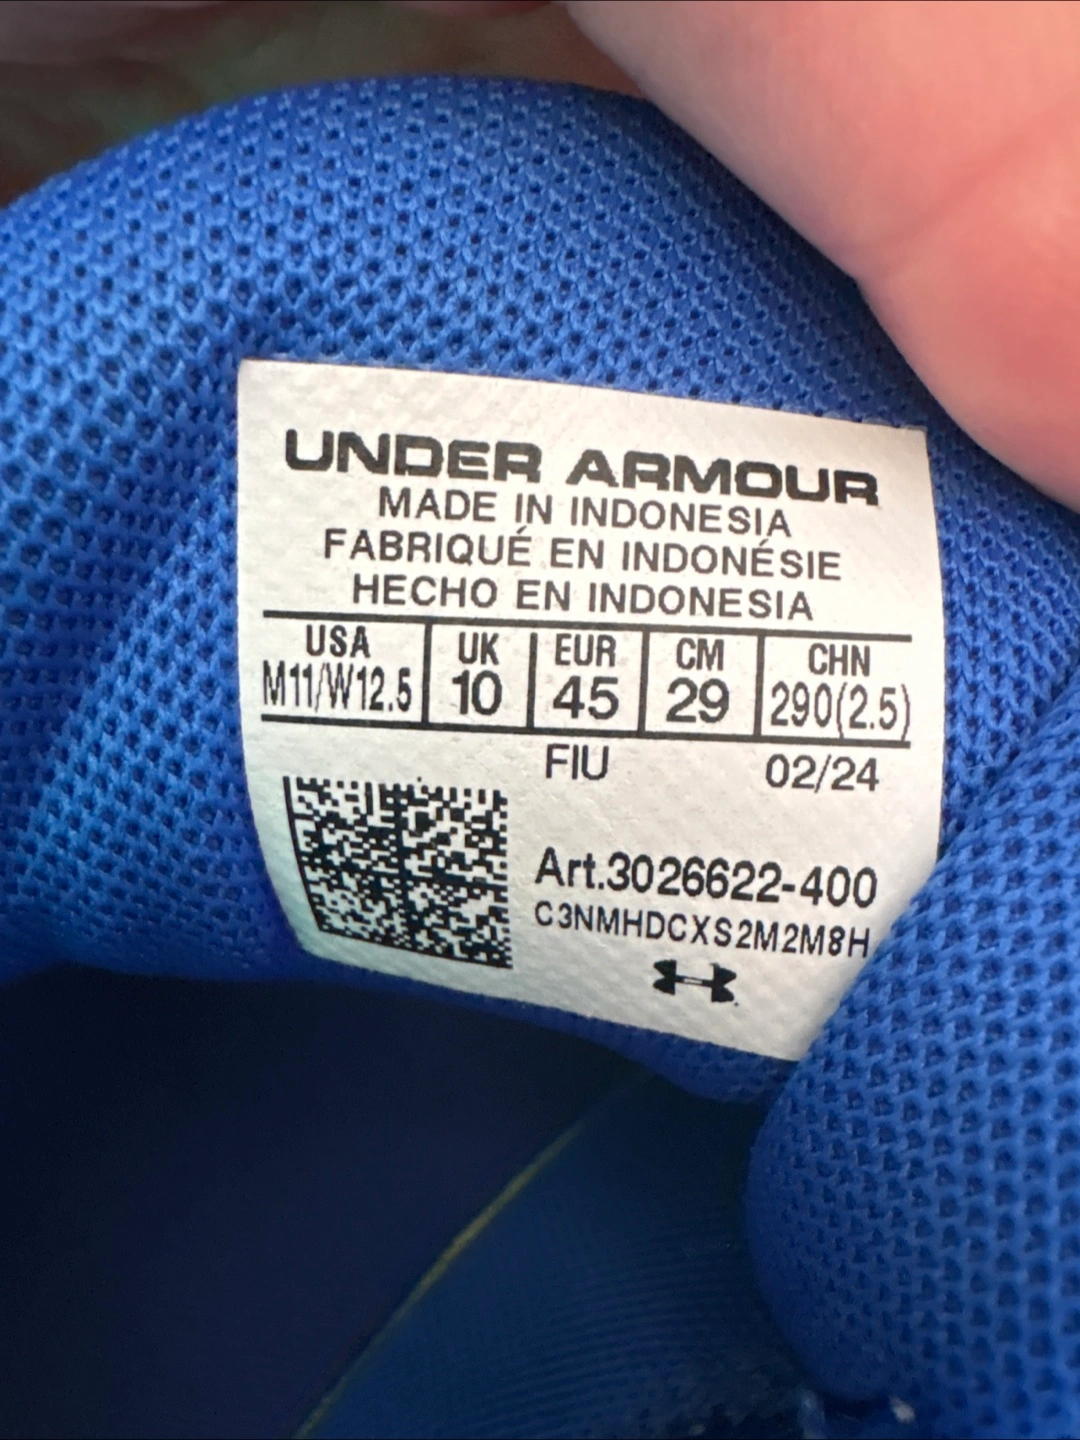 UNDER ARMOUR
MADE IN INDONESIA
FABRIQUÉ EN INDONÉSIE
HECHO EN INDONESIA
USA UK EUR CM CHN
M11/W12.5 10 45 29 290(2.5)
FIU 02/24
Art.3026622-400
C3NMHDCXS2M2M8H